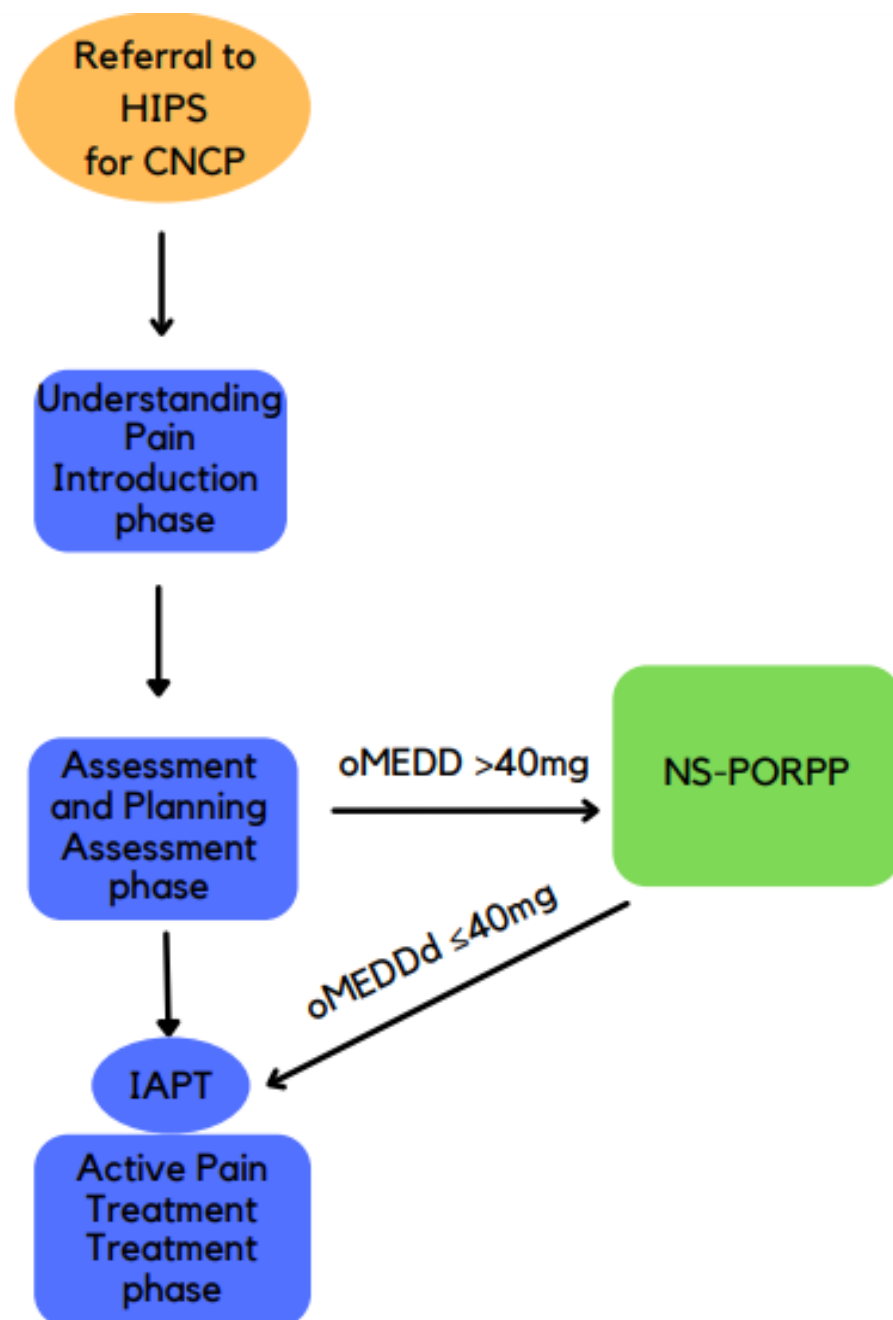 Referral to
HIPS
for CNCP
Understanding
Pain
Introduction
phase
Assessment
and Planning
Assessment
phase
oMEDD >40mg
NS-PORPP
oMEDDd ≤40mg
IAPT
Active Pain
Treatment
Treatment
phase